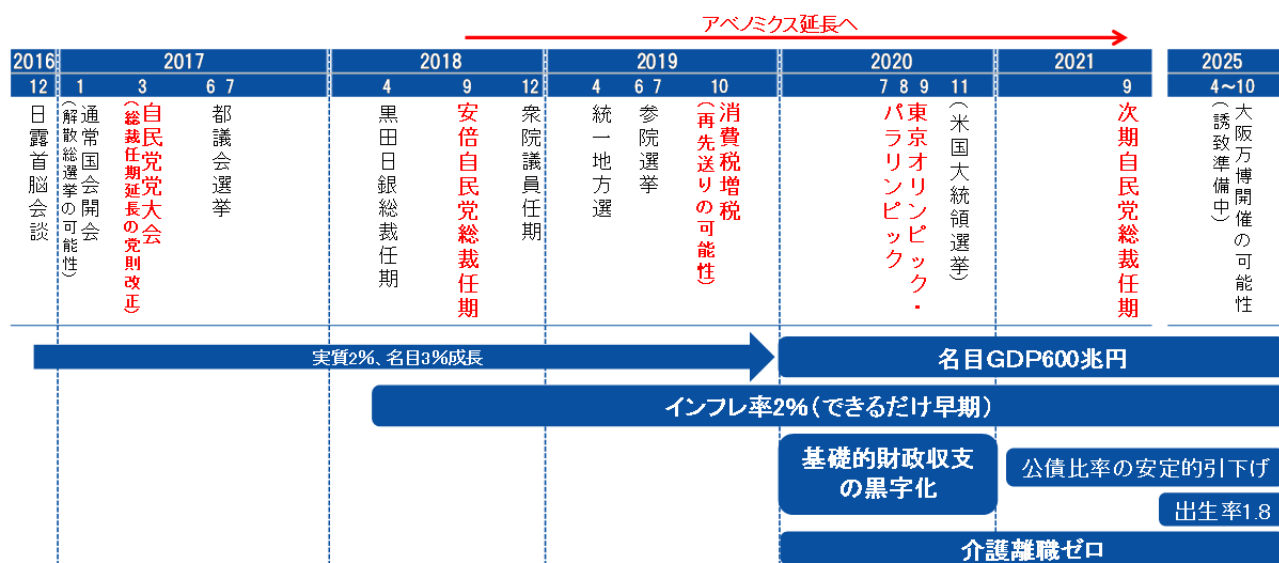 アベノミクス延長へ
2016 2017 2018 2019 2020 2021 2025
12 1 3 6 7 4 9 12 4 6 7 10 7 8 9 11 9 4～10
日露首脳会談
通常国会開会
(解散総選挙の可能性)
自民党党大会
(総裁任期延長の党則改正)
都議会選挙
黒田日銀総裁任期
安倍自民党総裁任期
衆院議員任期
統一地方選
参院選挙
消費税増税
(再先送りの可能性)
東京オリンピック・
パラリンピック
(米国大統領選挙)
次期自民党総裁任期
大阪万博開催の可能性
(誘致準備中)
実質2%、名目3%成長
名目GDP600兆円
インフレ率2%(できるだけ早期)
基礎的財政収支
の黒字化
公債比率の安定的引下げ
出生率1.8
介護離職ゼロ